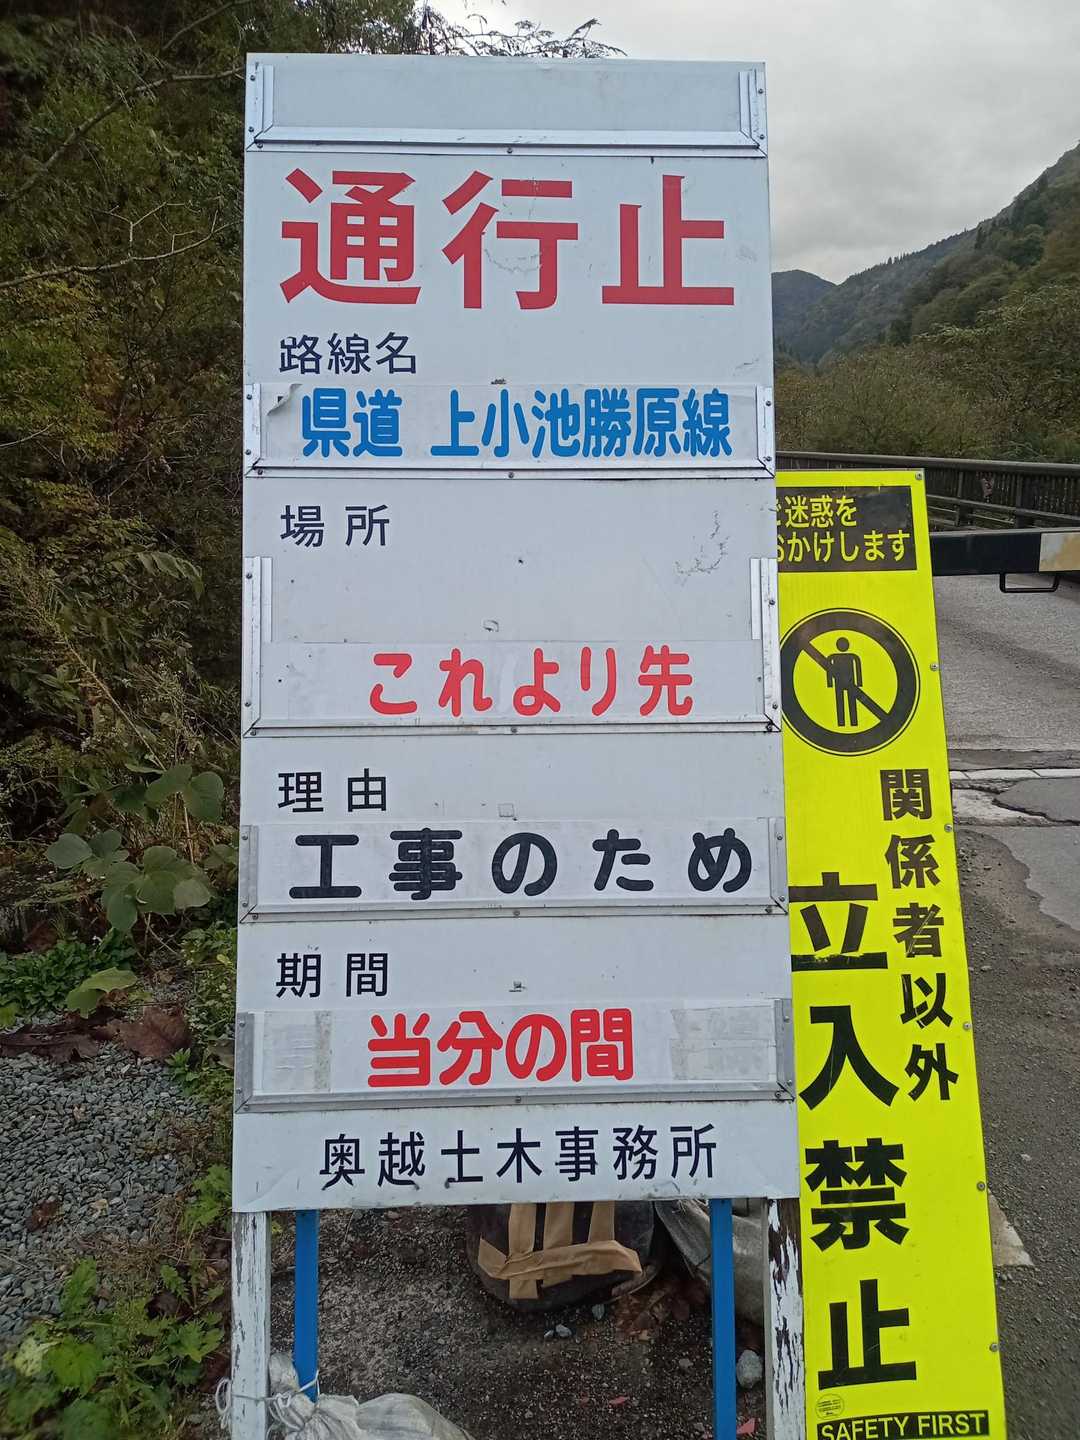 通行止
路線名
県道 上小池勝原線
場所
これより先
理由
工事のため
期間
当分の間
奥越土木事務所
ご迷惑を
おかけします
関係者以外
立入禁止
SAFETY FIRST